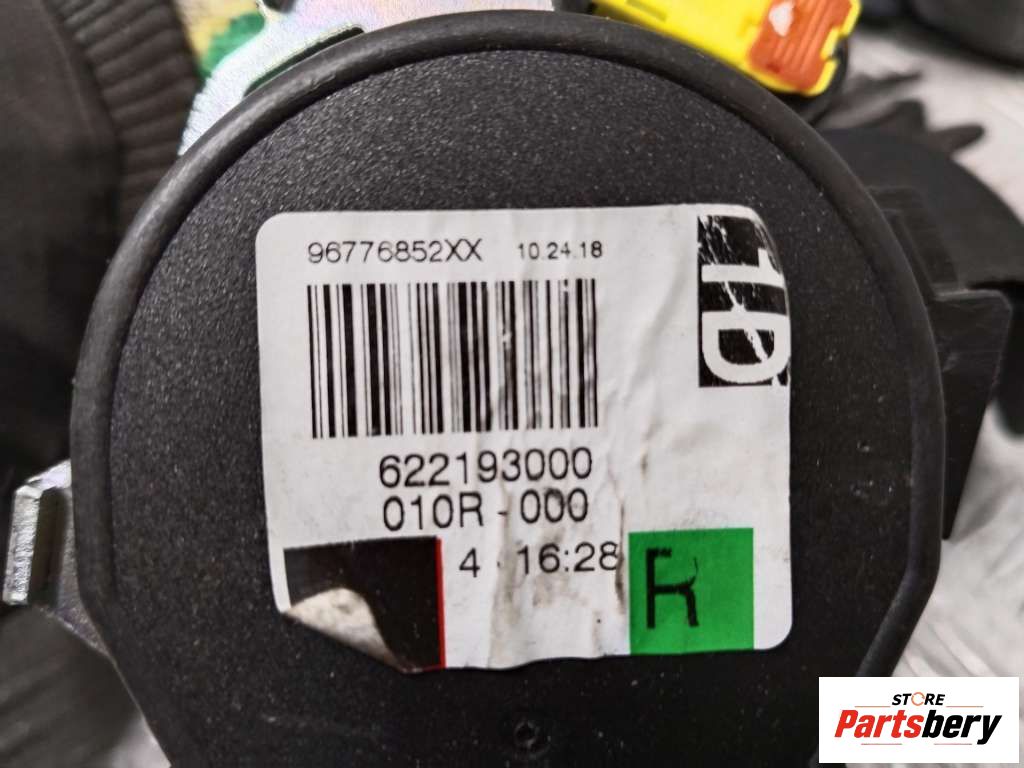 96776852XX 10.24.18
1D
622193000
010R - 000
4 16:28 R
STORE
Partsbery